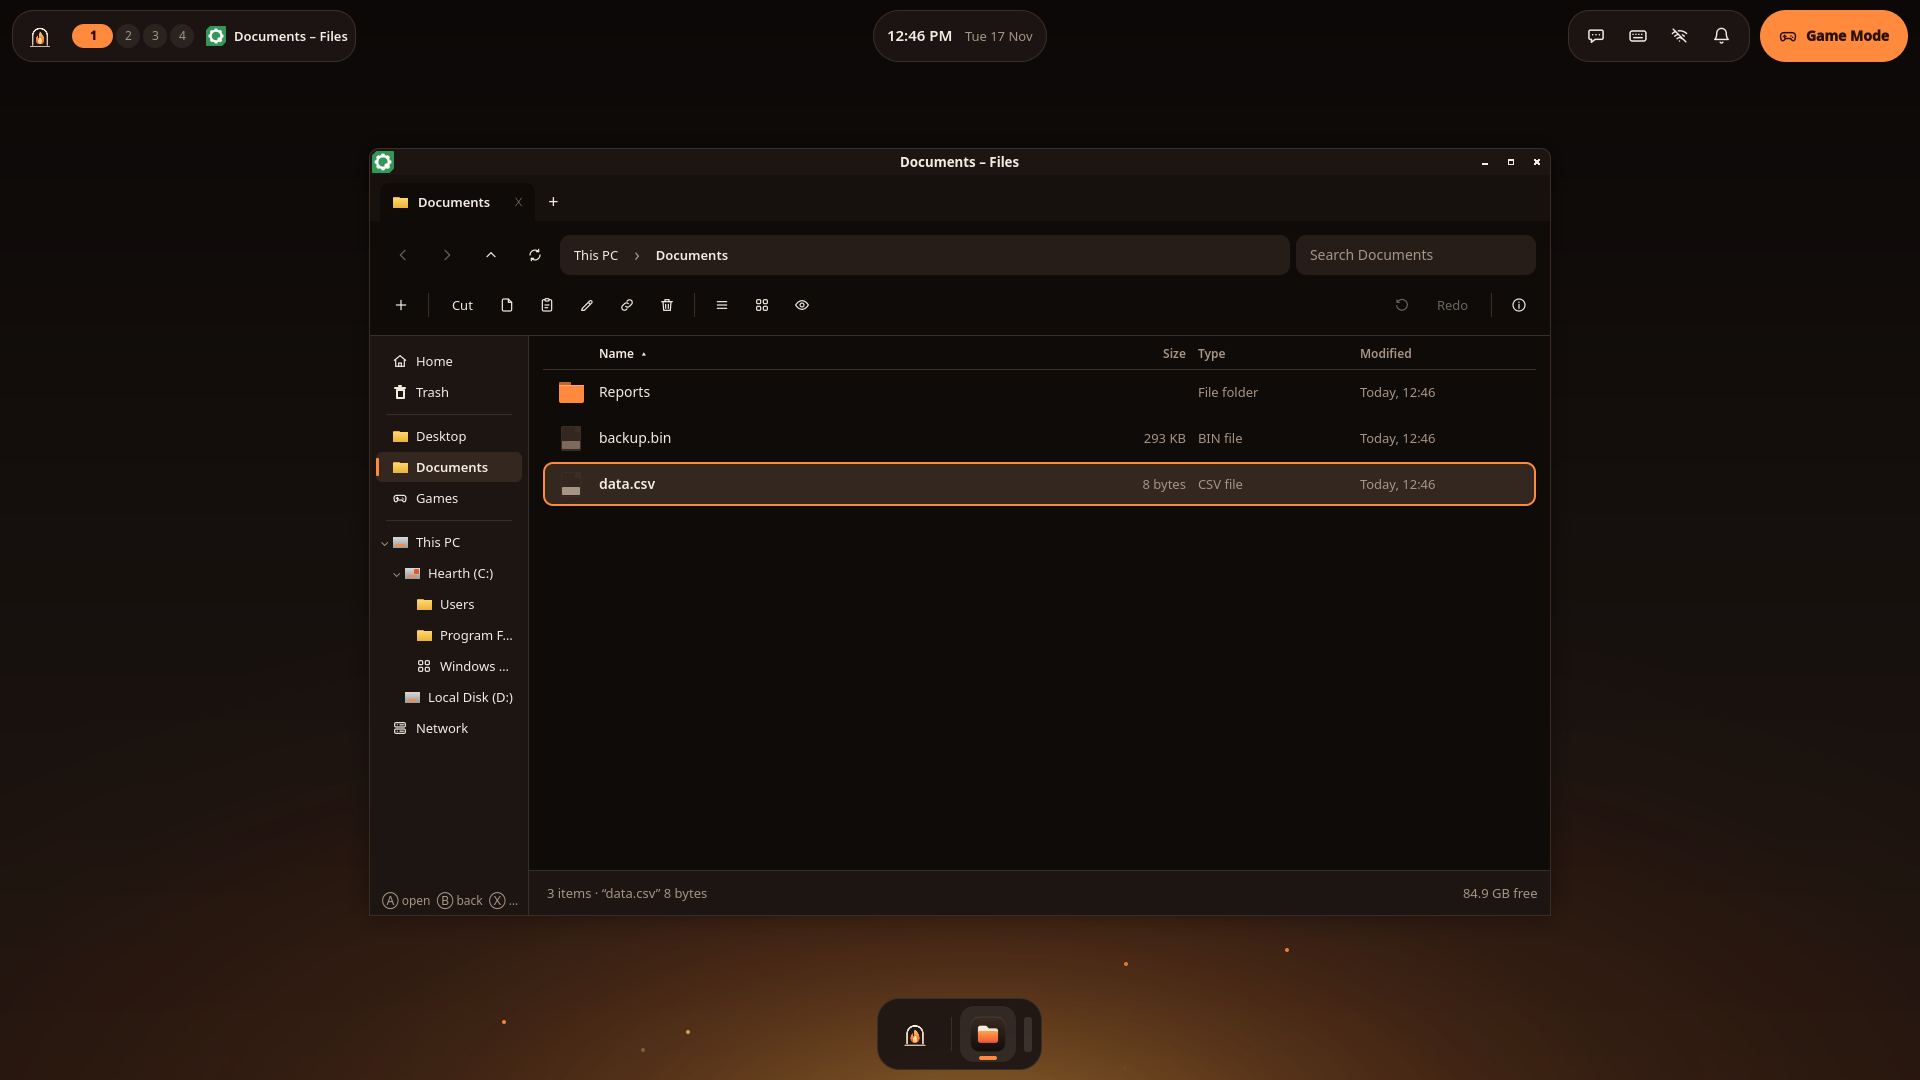 1 2 3 4 Documents – Files
12:46 PM Tue 17 Nov
Game Mode
Documents – Files
Documents X +
This PC › Documents
Search Documents
Cut
Redo
Home
Trash
Desktop
Documents
Games
This PC
Hearth (C:)
Users
Program F...
Windows ...
Local Disk (D:)
Network
A open B back X ...
Name Size Type Modified
Reports File folder Today, 12:46
backup.bin 293 KB BIN file Today, 12:46
data.csv 8 bytes CSV file Today, 12:46
3 items · “data.csv” 8 bytes
84.9 GB free